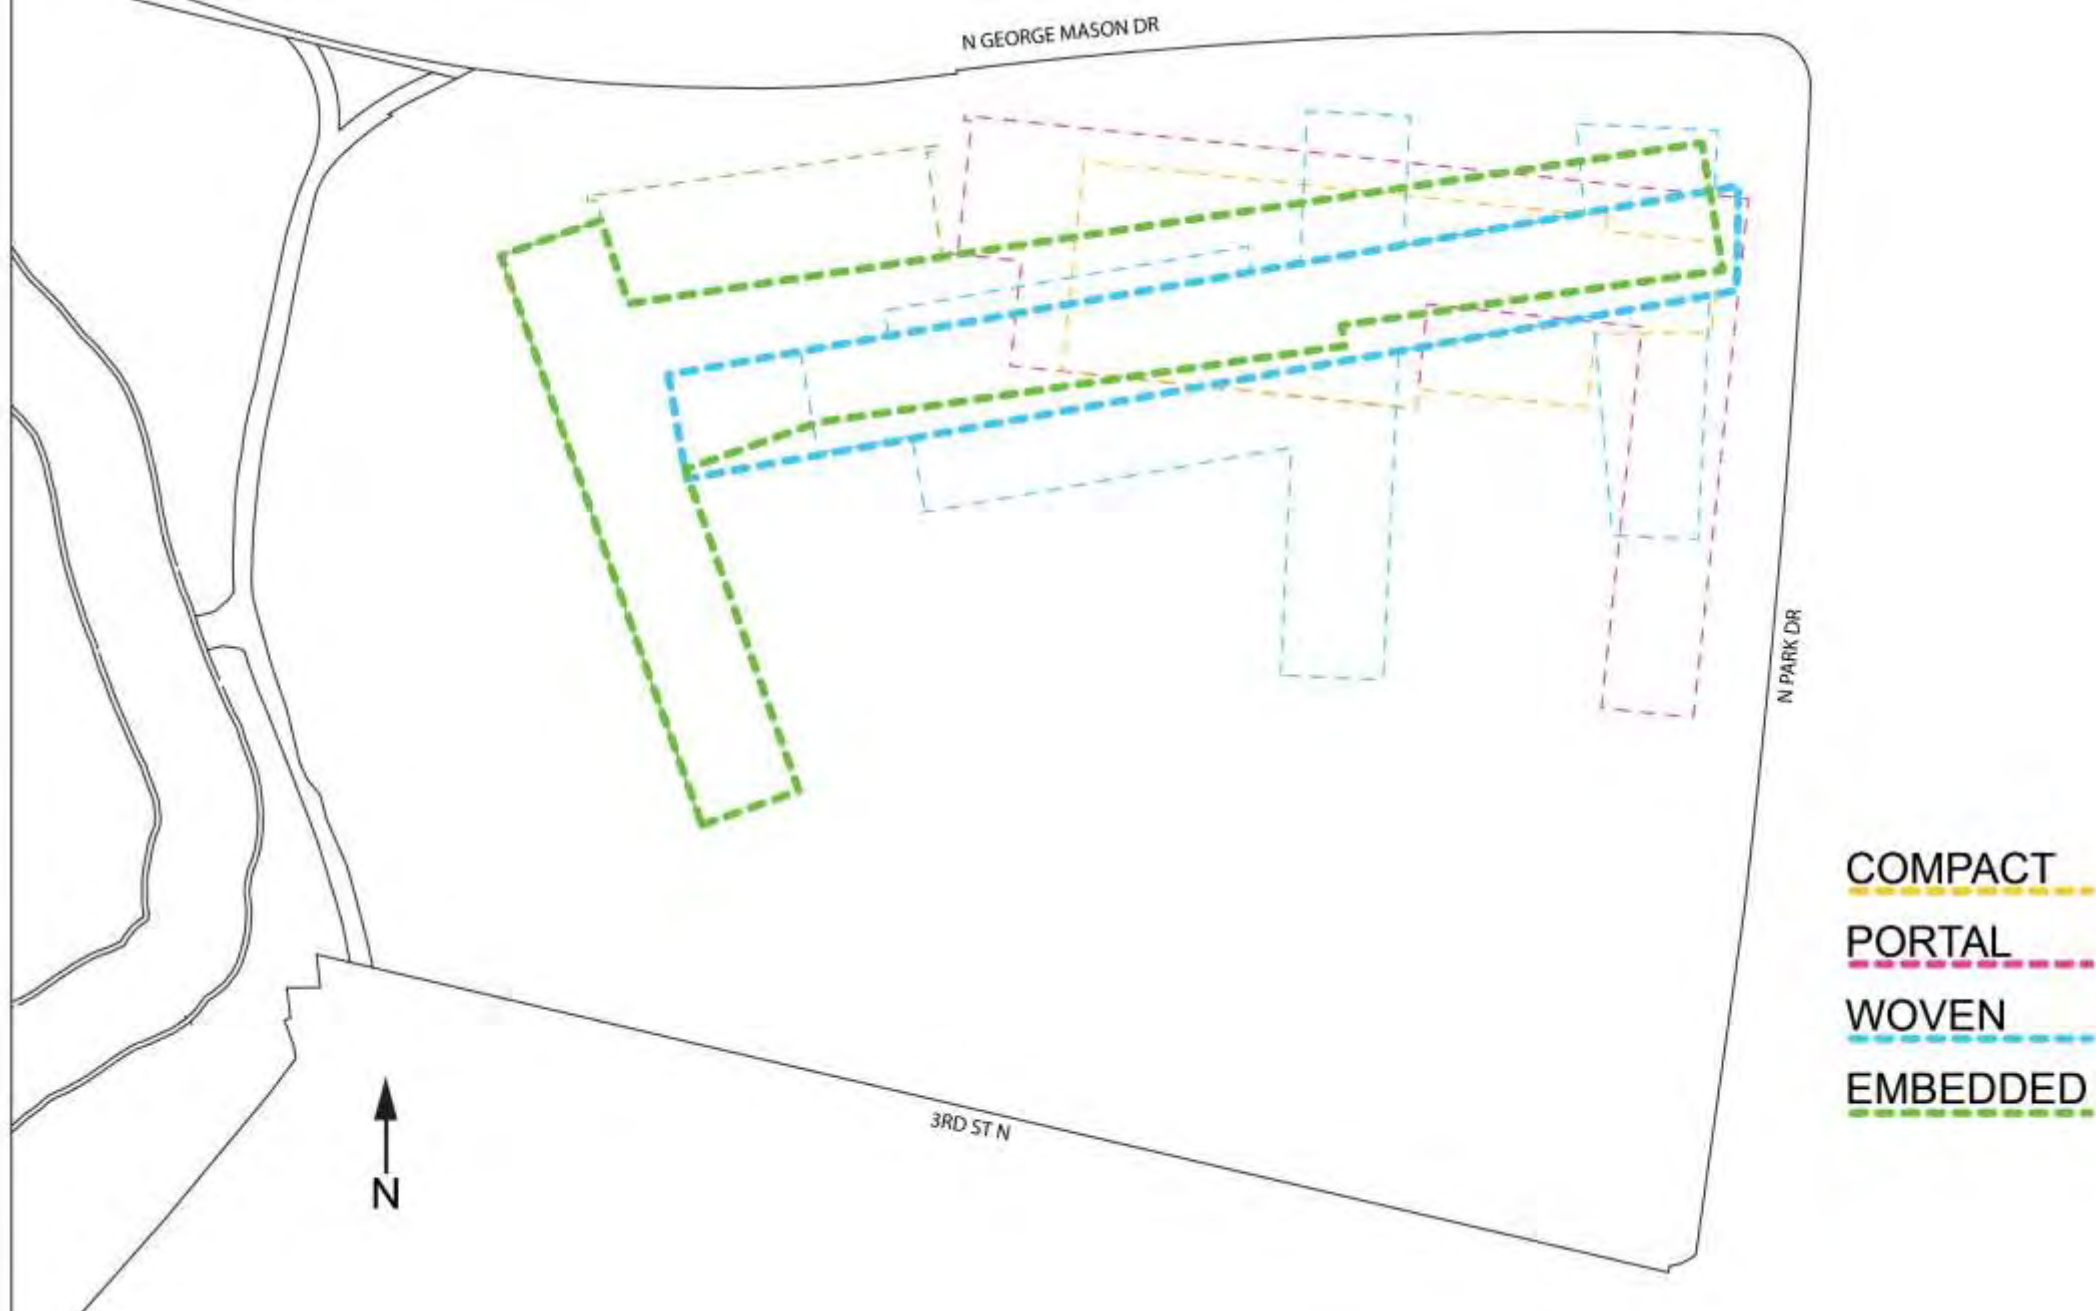 N GEORGE MASON DR
N PARK DR
COMPACT
PORTAL
WOVEN
EMBEDDED
3RD ST N
N